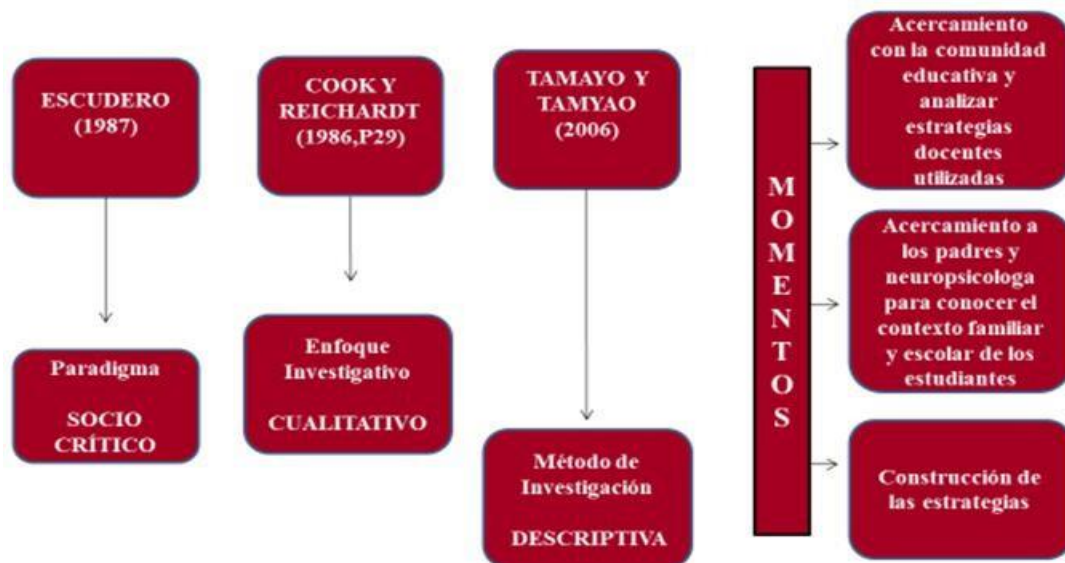 ESCUDERO
(1987)
Paradigma
SOCIO
CRÍTICO
COOK Y
REICHARDT
(1986,P29)
Enfoque
Investigativo
CUALITATIVO
TAMAYO Y
TAMYAO
(2006)
Método de
Investigación
DESCRIPTIVA
M
O
M
E
N
T
O
S
Acercamiento
con la comunidad
educativa y
analizar
estrategias
docentes
utilizadas
Acercamiento a
los padres y
neuropsicologa
para conocer el
contexto familiar
y escolar de los
estudiantes
Construcción de
las estrategias